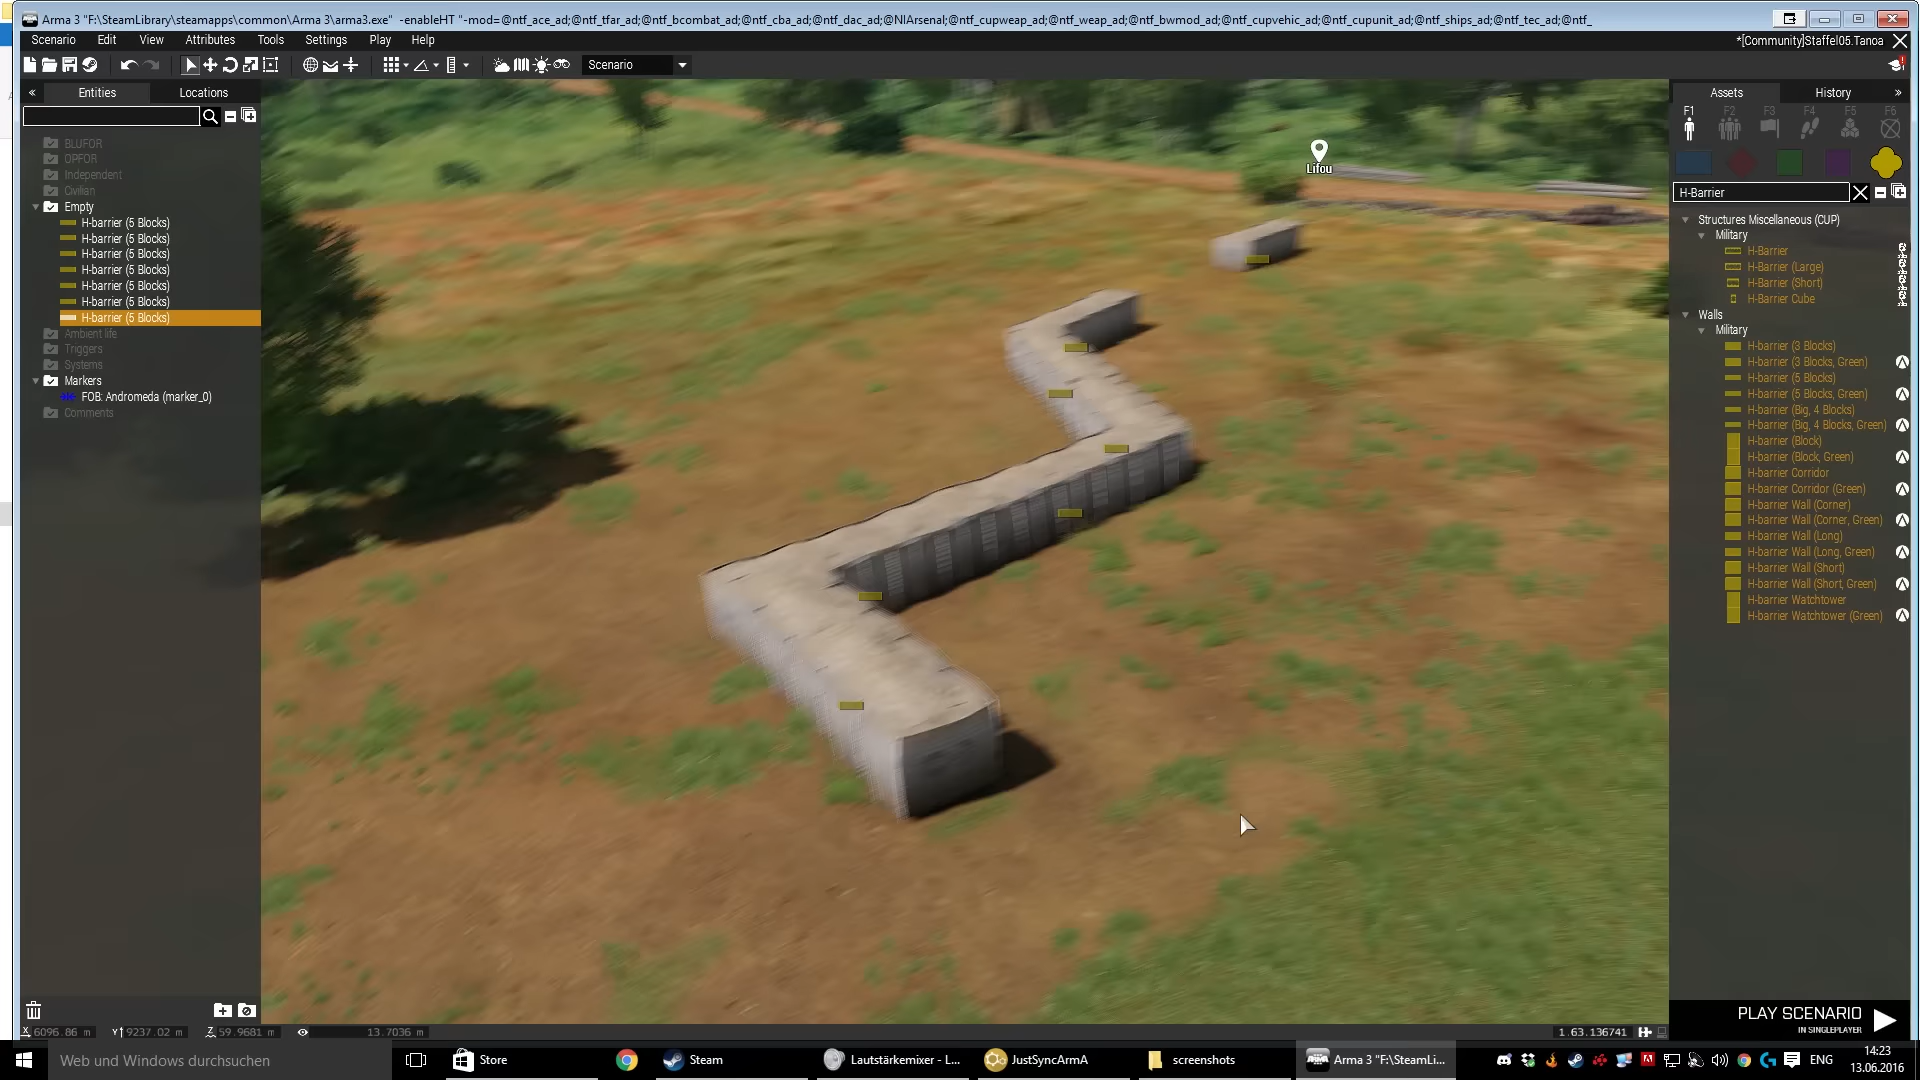 Arma 3 "F:\SteamLibrary\steamapps\common\Arma 3\arma3.exe" -enableHT "-mod=@ntf_ace_ad;@ntf_tfar_ad;@ntf_bcombat_ad;@ntf_cba_ad;@ntf_dac_ad;@NIArsenal;@ntf_cupweap_ad;@ntf_weap_ad;@ntf_bwmod_ad;@ntf_cupvehic_ad;@ntf_cupunit_ad;@ntf_ships_ad;@ntf_tec_ad;@ntf_
Scenario Edit View Attributes Tools Settings Play Help
*[Community]Staffel05.Tanoa
Scenario
Entities Locations
BLUFOR
OPFOR
Independent
Civilian
Empty
H-barrier (5 Blocks)
H-barrier (5 Blocks)
H-barrier (5 Blocks)
H-barrier (5 Blocks)
H-barrier (5 Blocks)
H-barrier (5 Blocks)
H-barrier (5 Blocks)
Ambient life
Triggers
Systems
Markers
FOB: Andromeda (marker_0)
Comments
Lifou
Assets History
F1 F2 F3 F4 F5 F6
H-Barrier
Structures Miscellaneous (CUP)
Military
H-Barrier
H-Barrier (Large)
H-Barrier (Short)
H-Barrier Cube
Walls
Military
H-barrier (3 Blocks)
H-barrier (3 Blocks, Green)
H-barrier (5 Blocks)
H-barrier (5 Blocks, Green)
H-barrier (Big, 4 Blocks)
H-barrier (Big, 4 Blocks, Green)
H-barrier (Block)
H-barrier (Block, Green)
H-barrier Corridor
H-barrier Corridor (Green)
H-barrier Wall (Corner)
H-barrier Wall (Corner, Green)
H-barrier Wall (Long)
H-barrier Wall (Long, Green)
H-barrier Wall (Short)
H-barrier Wall (Short, Green)
H-barrier Watchtower
H-barrier Watchtower (Green)
PLAY SCENARIO
IN SINGLEPLAYER
X 6096.86 m Y 9237.02 m Z 59.9681 m 13.7036 m
1.63.136741
Web und Windows durchsuchen
Store
Steam
Lautstärkemixer - L...
JustSyncArmA
screenshots
Arma 3 "F:\SteamLi...
ENG
14:23
13.06.2016